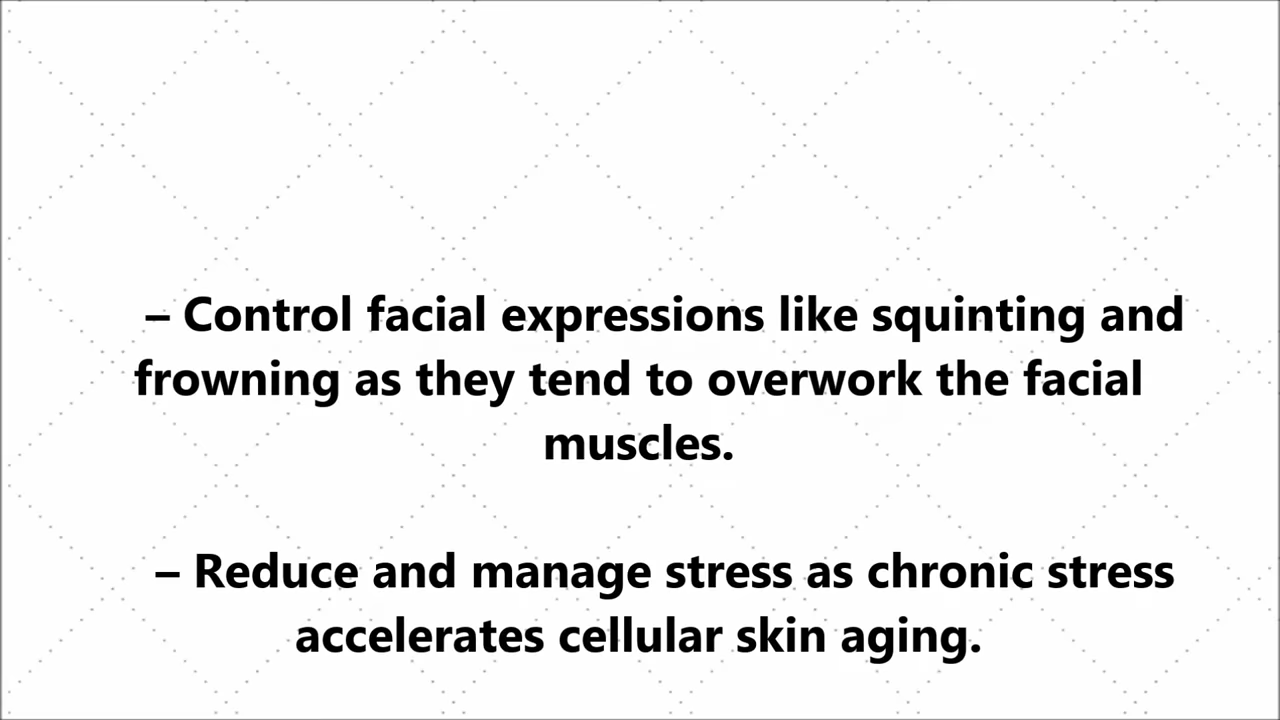 – Control facial expressions like squinting and
frowning as they tend to overwork the facial
muscles.
– Reduce and manage stress as chronic stress
accelerates cellular skin aging.